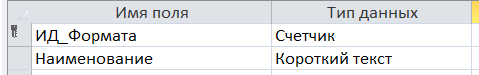 Имя поля Тип данных
ИД_Формата Счетчик
Наименование Короткий текст